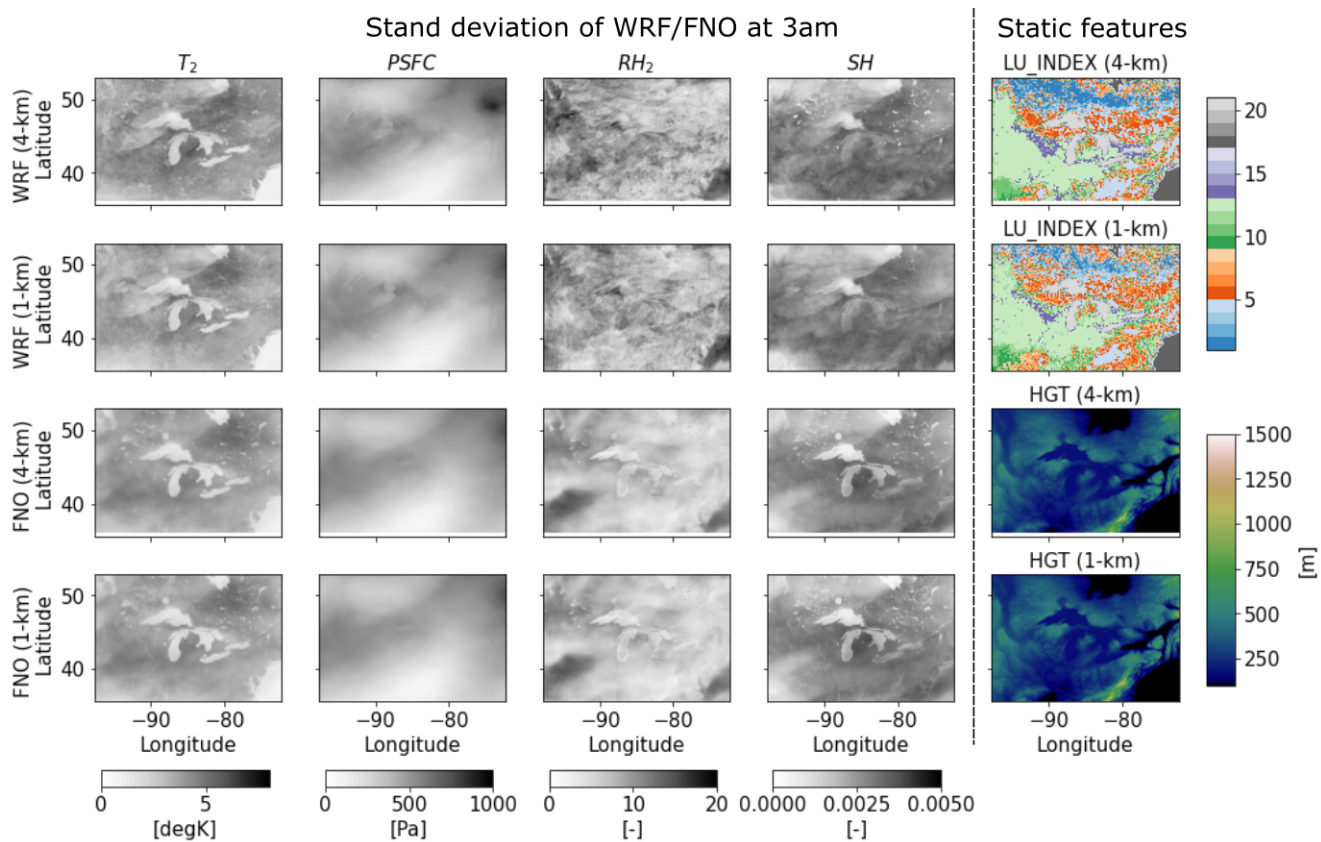 Stand deviation of WRF/FNO at 3am
Static features
T₂ PSFC RH₂ SH LU_INDEX (4-km)
WRF (4-km)
Latitude
50
40
20
15
10
5
LU_INDEX (1-km)
WRF (1-km)
Latitude
50
40
HGT (4-km)
FNO (4-km)
Latitude
50
40
1500
1250
1000
750
500
250
[m]
HGT (1-km)
FNO (1-km)
Latitude
50
40
−90 −80 −90 −80 −90 −80 −90 −80 −90 −80
Longitude Longitude Longitude Longitude Longitude
0 5 0 500 1000 0 10 20 0.0000 0.0025 0.0050
[degK] [Pa] [-] [-]